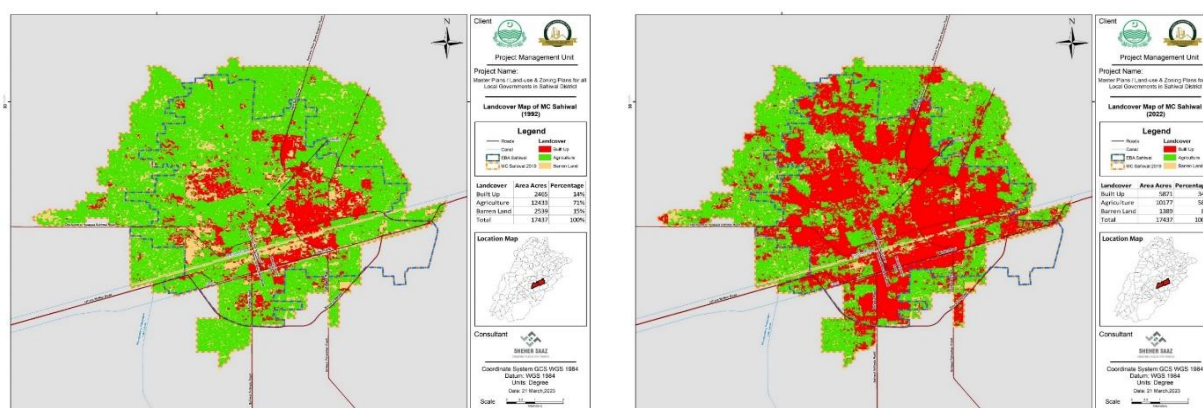 N
Client
Project Management Unit
Project Name:
Master Plans / Land-use & Zoning Plans for all
Local Governments in Sahiwal District
Landcover Map of MC Sahiwal
(1992)
Legend
Roads
Canal
EBA Sahiwal
MC Sahiwal 2019
Landcover
Built Up
Agriculture
Barren Land
Landcover Area Acres Percentage
Built Up 2465 14%
Agriculture 12433 71%
Barren Land 2539 15%
Total 17437 100%
Location Map
Consultant
SHEHER SAAZ
Coordinate System:GCS WGS 1984
Datum: WGS 1984
Units: Degree
Date: 21 March,2023
Scale
N
Client
Project Management Unit
Project Name:
Master Plans / Land-use & Zoning Plans for
Local Governments in Sahiwal District
Landcover Map of MC Sahiwal
(2022)
Legend
Roads
Canal
EBA Sahiwal
MC Sahiwal 2019
Landcover
Built Up
Agriculture
Barren Land
Landcover Area Acres
Built Up 5871
Agriculture 10177
Barren Land 1389
Total 17437
Location Map
Consultant
SHEHER SAAZ
Coordinate System:GCS WGS 1984
Datum: WGS 1984
Units: Degree
Date: 21 March,2023
Scale